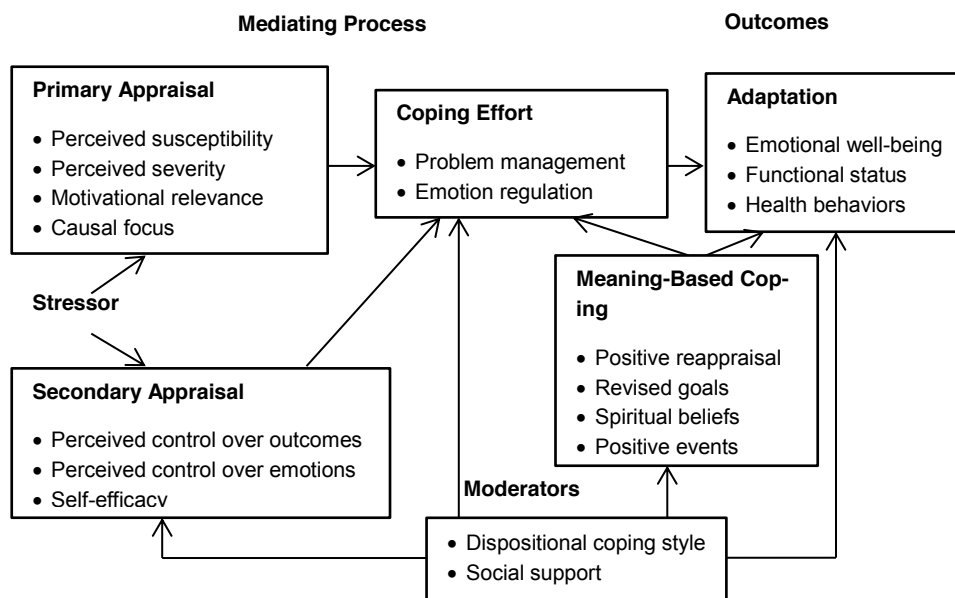 Mediating Process
Outcomes
Primary Appraisal
• Perceived susceptibility
• Perceived severity
• Motivational relevance
• Causal focus
Coping Effort
• Problem management
• Emotion regulation
Adaptation
• Emotional well-being
• Functional status
• Health behaviors
Stressor
Meaning-Based Cop-
ing
• Positive reappraisal
• Revised goals
• Spiritual beliefs
• Positive events
Secondary Appraisal
• Perceived control over outcomes
• Perceived control over emotions
• Self-efficacy
Moderators
• Dispositional coping style
• Social support